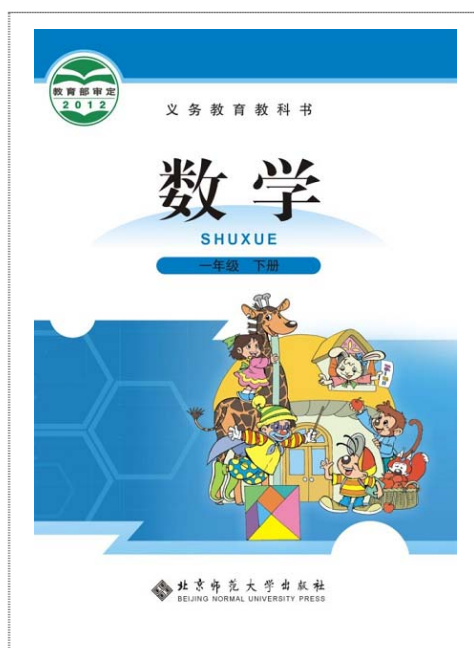 教育部审定
2012
义务教育教科书
数学
SHUXUE
一年级 下册
北京师范大学出版社
BEIJING NORMAL UNIVERSITY PRESS